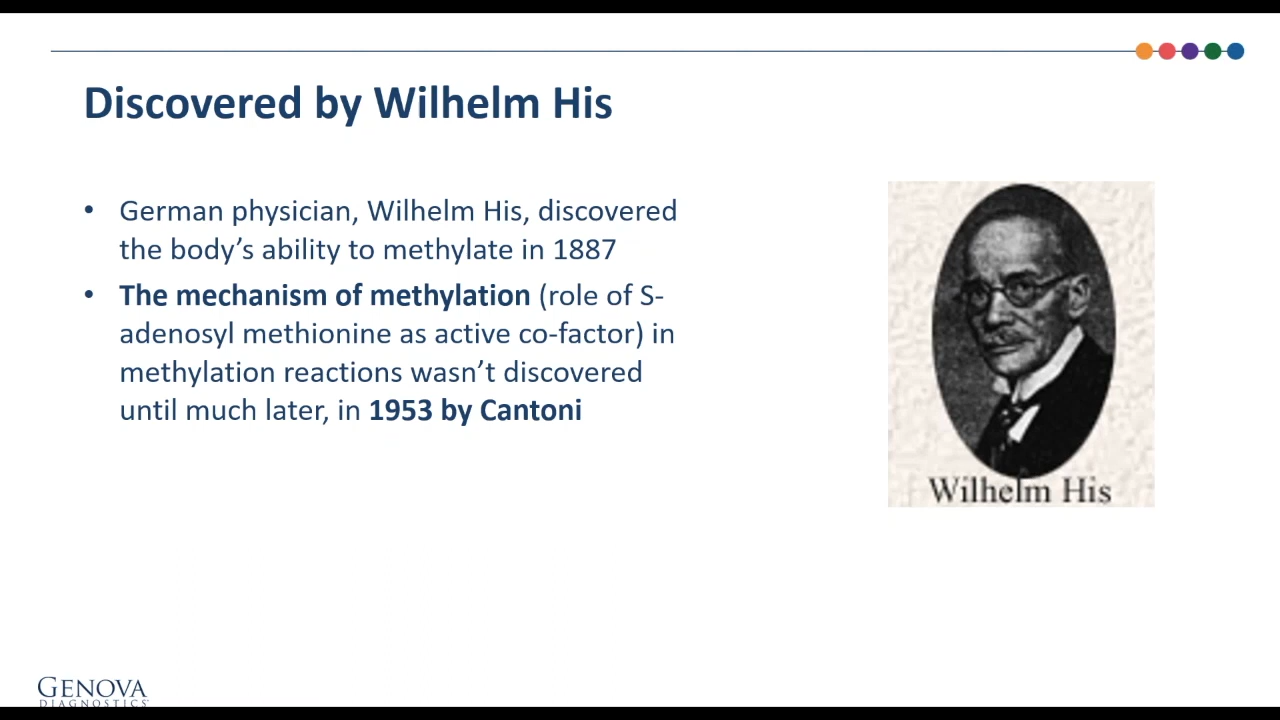 Discovered by Wilhelm His
• German physician, Wilhelm His, discovered
the body’s ability to methylate in 1887
• The mechanism of methylation (role of S-
adenosyl methionine as active co-factor) in
methylation reactions wasn’t discovered
until much later, in 1953 by Cantoni
Wilhelm His
GENOVA
DIAGNOSTICS